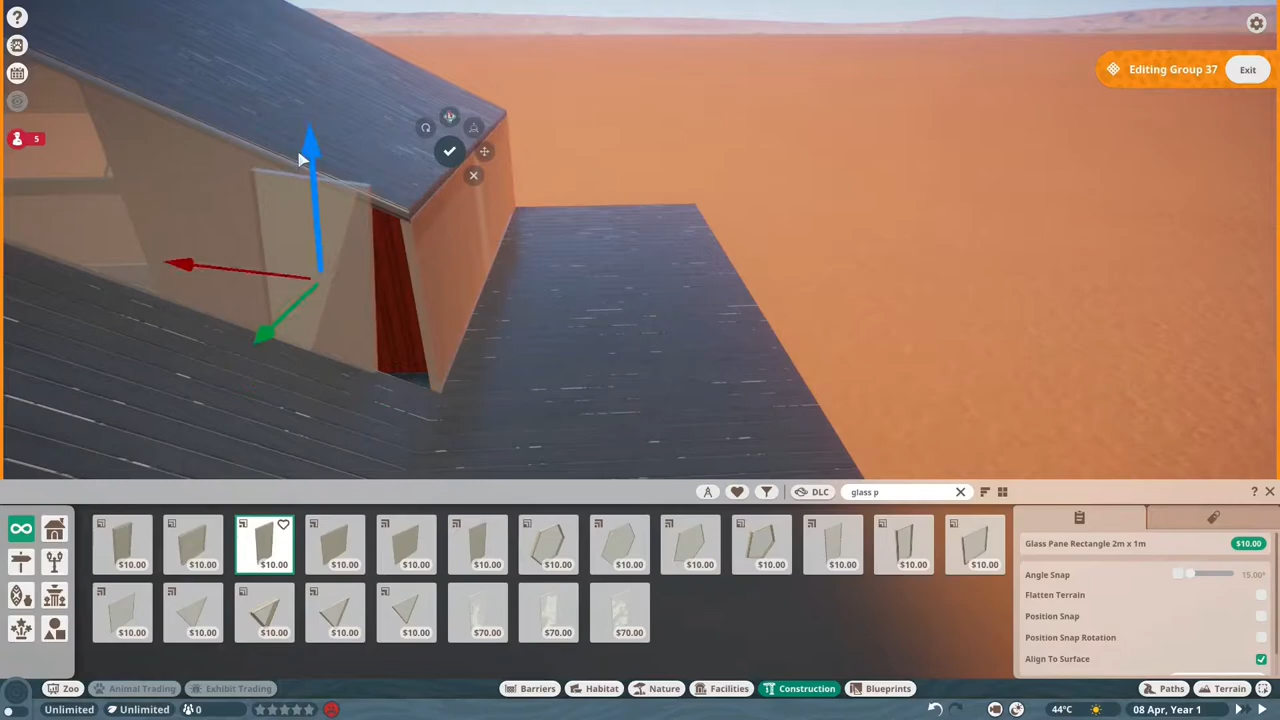 ?
Editing Group 37
Exit
5
DLC
glass p
?
$10.00 $10.00 $10.00 $10.00 $10.00 $10.00 $10.00 $10.00 $10.00 $10.00 $10.00 $10.00 $10.00
$10.00 $10.00 $10.00 $10.00 $10.00 $70.00 $70.00 $70.00
Glass Pane Rectangle 2m x 1m
$10.00
Angle Snap
15.00°
Flatten Terrain
Position Snap
Position Snap Rotation
Align To Surface
Zoo
Animal Trading
Exhibit Trading
Barriers
Habitat
Nature
Facilities
Construction
Blueprints
Paths
Terrain
Unlimited
Unlimited
0
44°C
08 Apr, Year 1